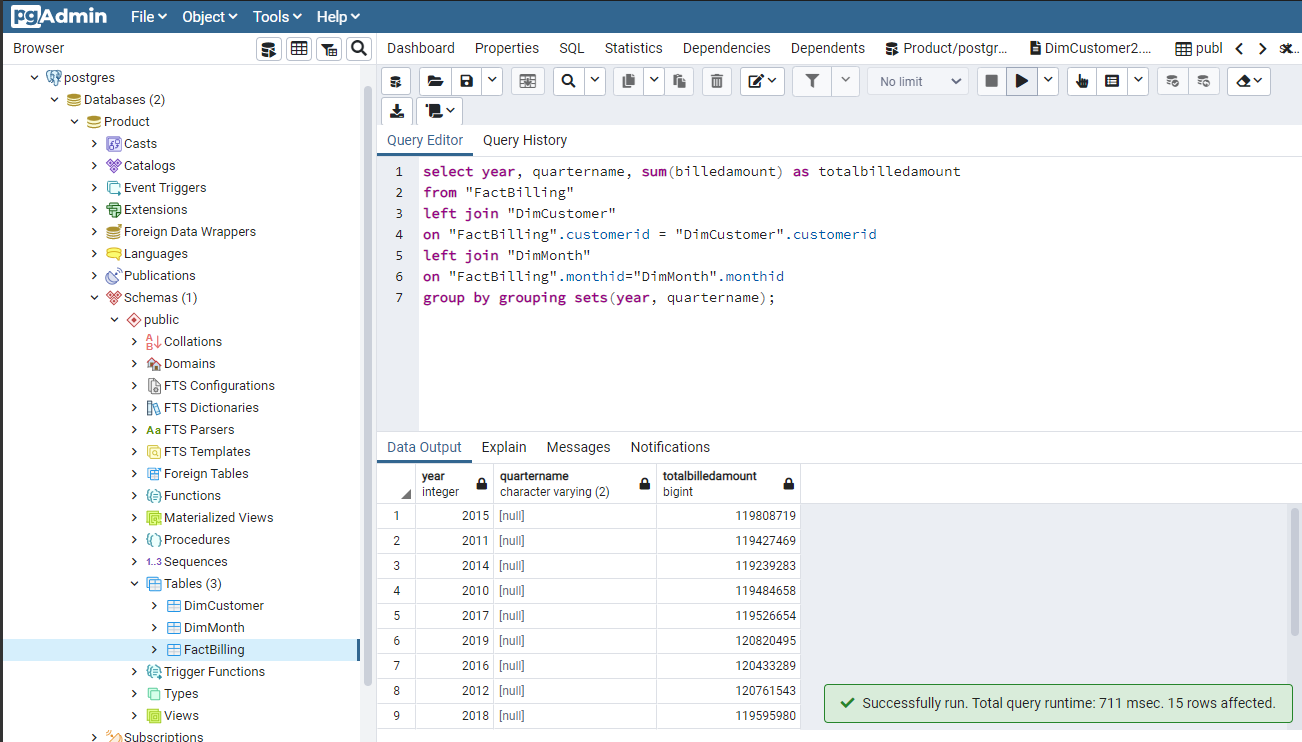 pgAdmin File Object Tools Help
Browser
Dashboard Properties SQL Statistics Dependencies Dependents Product/postgr... DimCustomer2.... publ
No limit
postgres
Databases (2)
Product
Casts
Catalogs
Event Triggers
Extensions
Foreign Data Wrappers
Languages
Publications
Schemas (1)
public
Collations
Domains
FTS Configurations
FTS Dictionaries
Aa FTS Parsers
FTS Templates
Foreign Tables
Functions
Materialized Views
Procedures
1..3 Sequences
Tables (3)
DimCustomer
DimMonth
FactBilling
Trigger Functions
Types
Views
Subscriptions
Query Editor Query History
1 select year, quartername, sum(billedamount) as totalbilledamount
2 from "FactBilling"
3 left join "DimCustomer"
4 on "FactBilling".customerid = "DimCustomer".customerid
5 left join "DimMonth"
6 on "FactBilling".monthid="DimMonth".monthid
7 group by grouping sets(year, quartername);
Data Output Explain Messages Notifications
year quartername totalbilledamount
integer character varying (2) bigint
1 2015 [null] 119808719
2 2011 [null] 119427469
3 2014 [null] 119239283
4 2010 [null] 119484658
5 2017 [null] 119526654
6 2019 [null] 120820495
7 2016 [null] 120433289
8 2012 [null] 120761543
9 2018 [null] 119595980
Successfully run. Total query runtime: 711 msec. 15 rows affected.